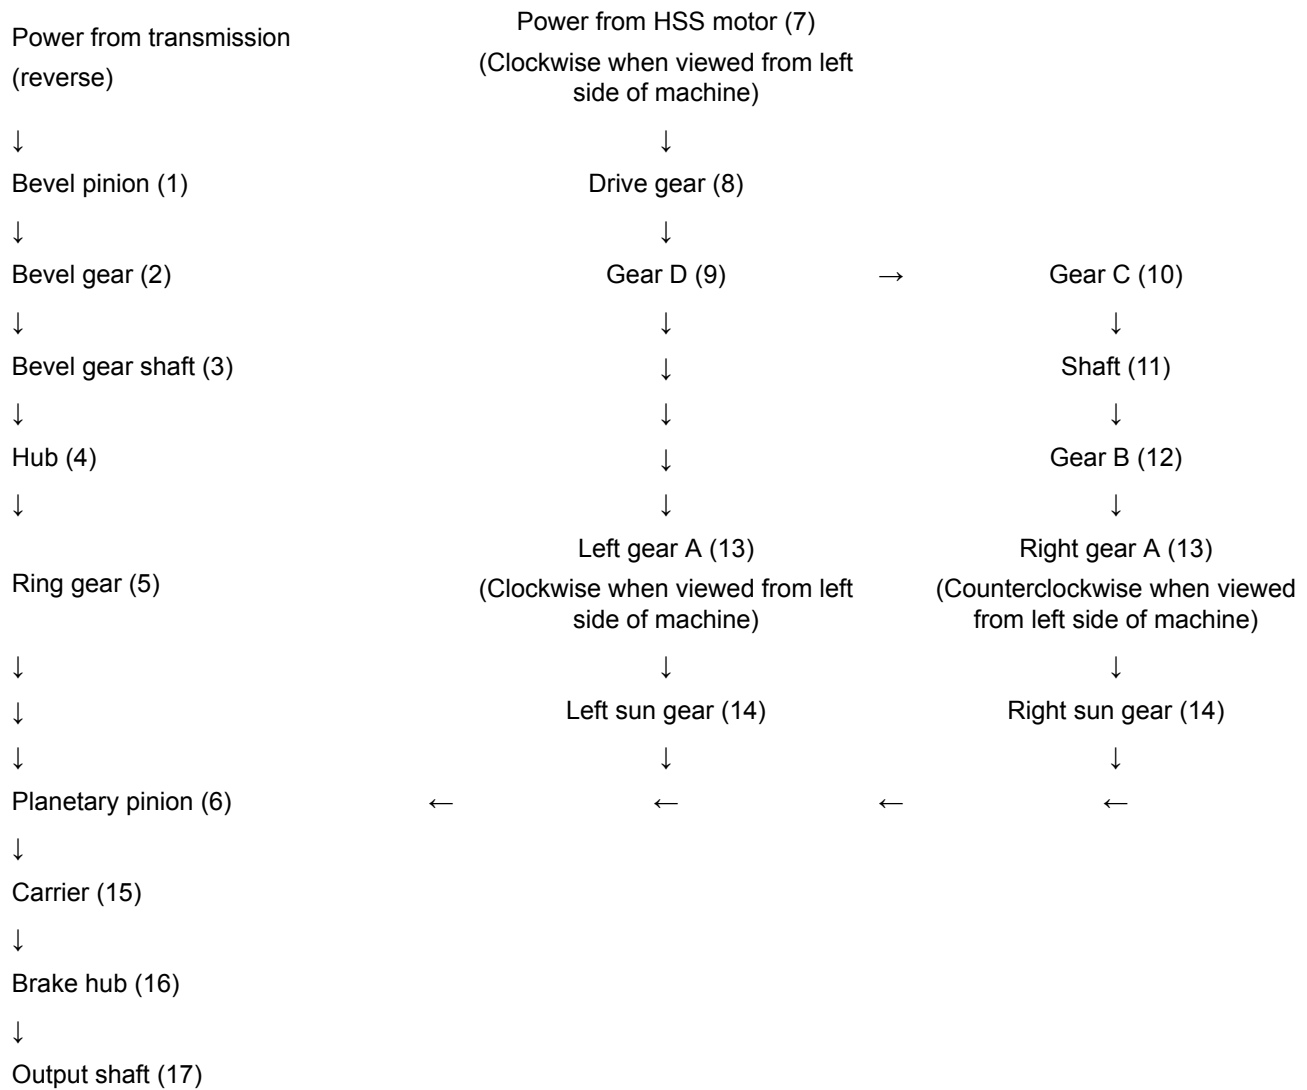 Power from transmission
(reverse)
Power from HSS motor (7)
(Clockwise when viewed from left
side of machine)
↓ ↓
Bevel pinion (1) Drive gear (8)
↓ ↓
Bevel gear (2) Gear D (9) → Gear C (10)
↓ ↓ ↓
Bevel gear shaft (3) ↓ Shaft (11)
↓ ↓ ↓
Hub (4) ↓ Gear B (12)
↓ ↓ ↓
Ring gear (5)
Left gear A (13)
(Clockwise when viewed from left
side of machine)
Right gear A (13)
(Counterclockwise when viewed
from left side of machine)
↓ ↓ ↓
↓ Left sun gear (14) Right sun gear (14)
↓ ↓ ↓
Planetary pinion (6) ← ← ← ←
↓
Carrier (15)
↓
Brake hub (16)
↓
Output shaft (17)